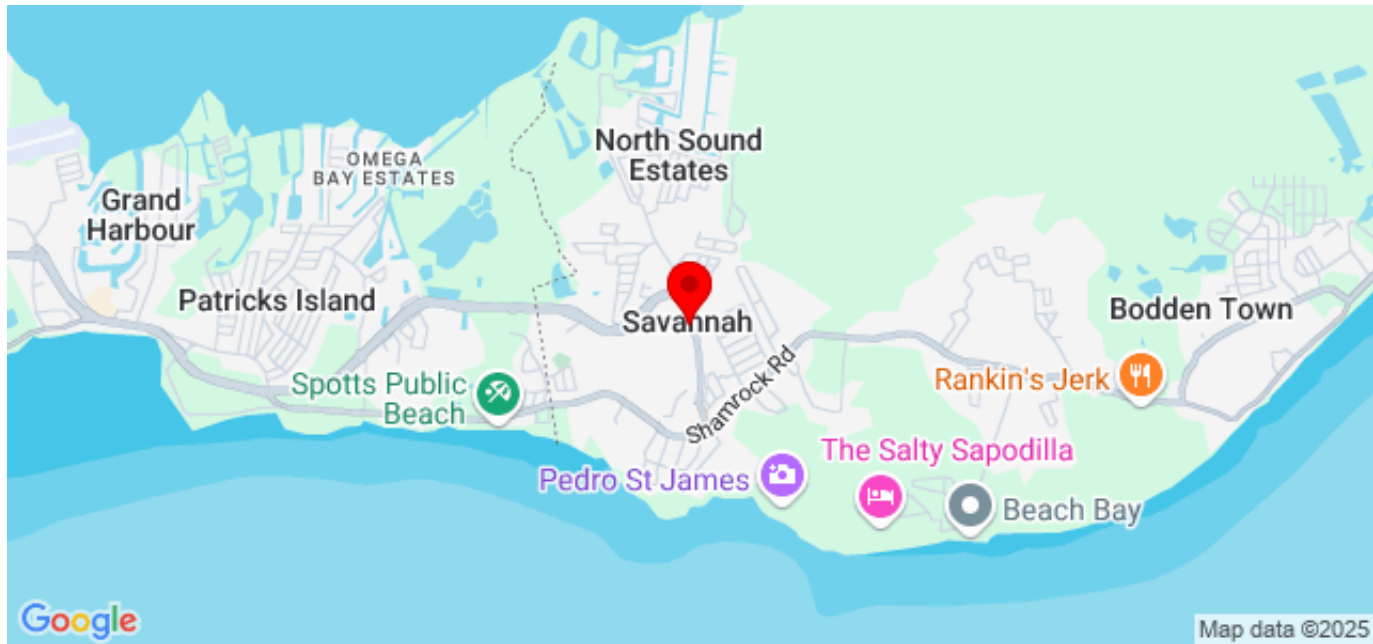 North Sound
Estates
OMEGA
BAY ESTATES
Grand
Harbour
Patricks Island
Savannah
Bodden Town
Spotts Public
Beach
Shamrock Rd
Rankin's Jerk
The Salty Sapodilla
Pedro St James
Beach Bay
Google
Map data ©2025